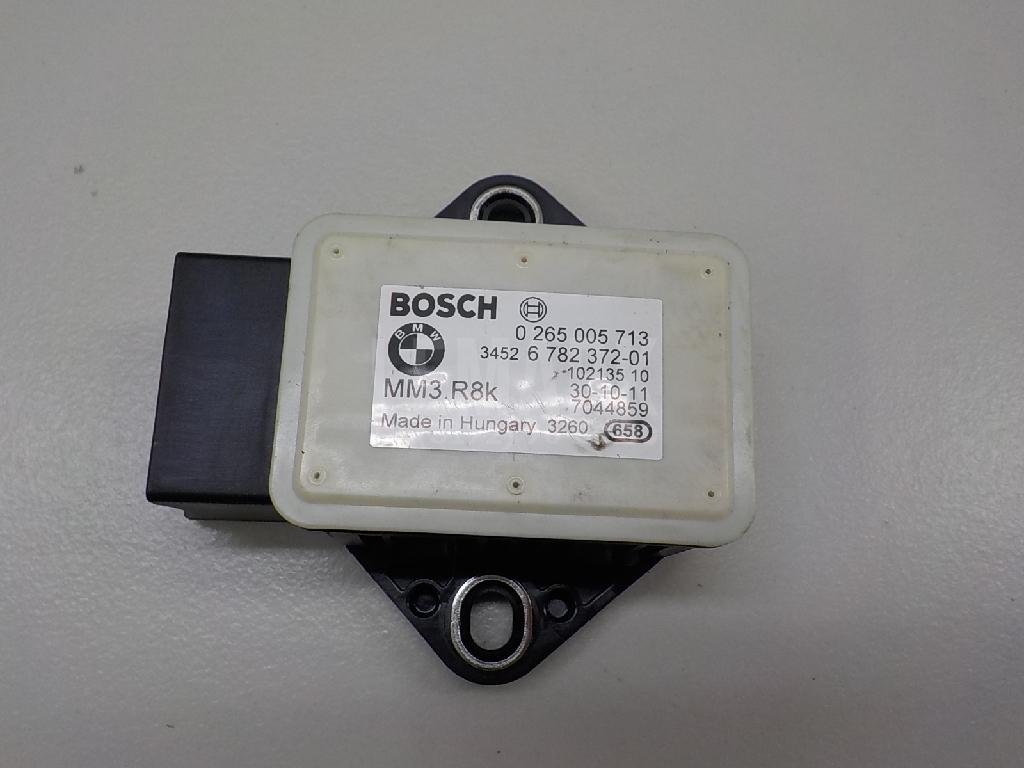 BOSCH
0 265 005 713
BMW
3452 6 782 372-01
102135 10
MM3.R8k 30-10-11
7044859
Made in Hungary 3260 658